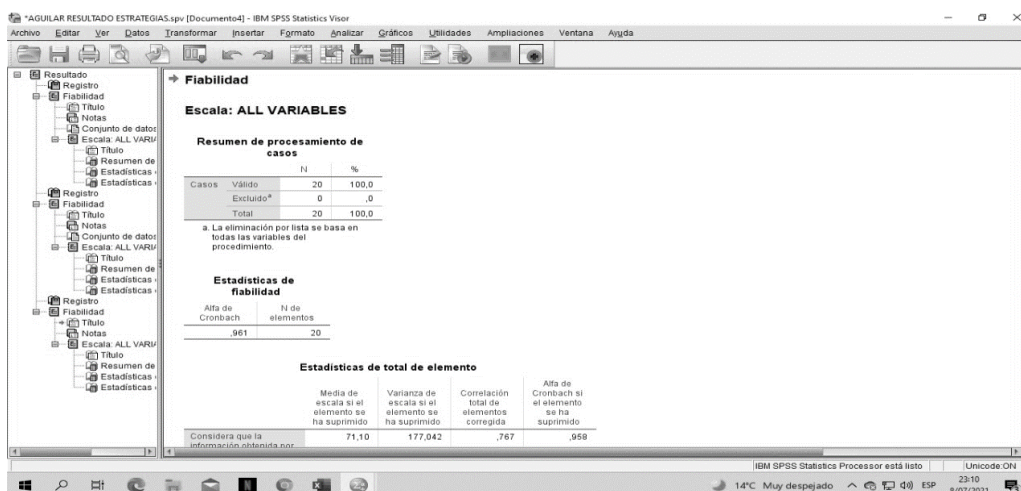 *AGUILAR RESULTADO ESTRATEGIAS.spv [Documento4] - IBM SPSS Statistics Visor
Archivo Editar Ver Datos Transformar Insertar Formato Analizar Gráficos Utilidades Ampliaciones Ventana Ayuda
Resultado
Registro
Fiabilidad
Título
Notas
Conjunto de datos
Escala: ALL VARIA
Título
Resumen de
Estadísticas
Estadísticas
Registro
Fiabilidad
Título
Notas
Conjunto de datos
Escala: ALL VARIA
Título
Resumen de
Estadísticas
Estadísticas
Registro
Fiabilidad
Título
Notas
Escala: ALL VARIA
Título
Resumen de
Estadísticas
Estadísticas
Fiabilidad
Escala: ALL VARIABLES
Resumen de procesamiento de
casos
N %
Casos Válido 20 100,0
Excluido^a 0 ,0
Total 20 100,0
a. La eliminación por lista se basa en
todas las variables del
procedimiento.
Estadísticas de
fiabilidad
Alfa de N de
Cronbach elementos
,961 20
Estadísticas de total de elemento
Alfa de
Media de Varianza de Correlación Cronbach si
escala si el escala si el total de el elemento
elemento se elemento se elementos se ha
ha suprimido ha suprimido corregida suprimido
Considera que la 71,10 177,042 ,767 ,958
información obtenida por
IBM SPSS Statistics Processor está listo Unicode:ON
14°C Muy despejado ESP 23:10
8/07/2021